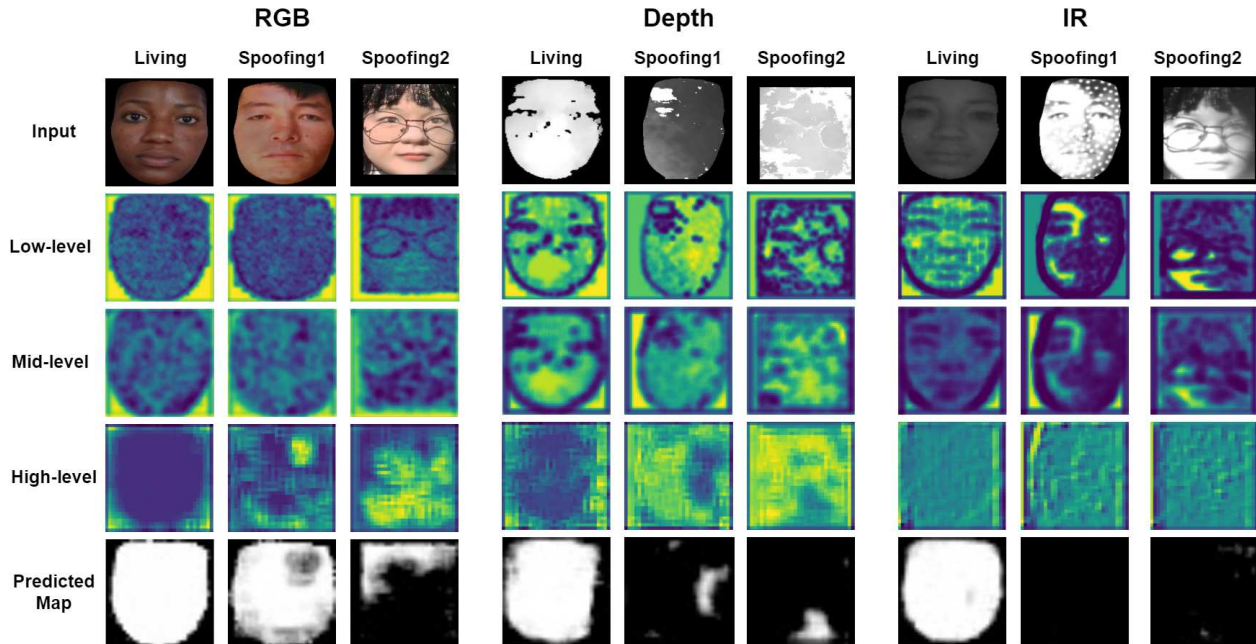 RGB Depth IR
Living Spoofing1 Spoofing2 Living Spoofing1 Spoofing2 Living Spoofing1 Spoofing2
Input
Low-level
Mid-level
High-level
Predicted
Map